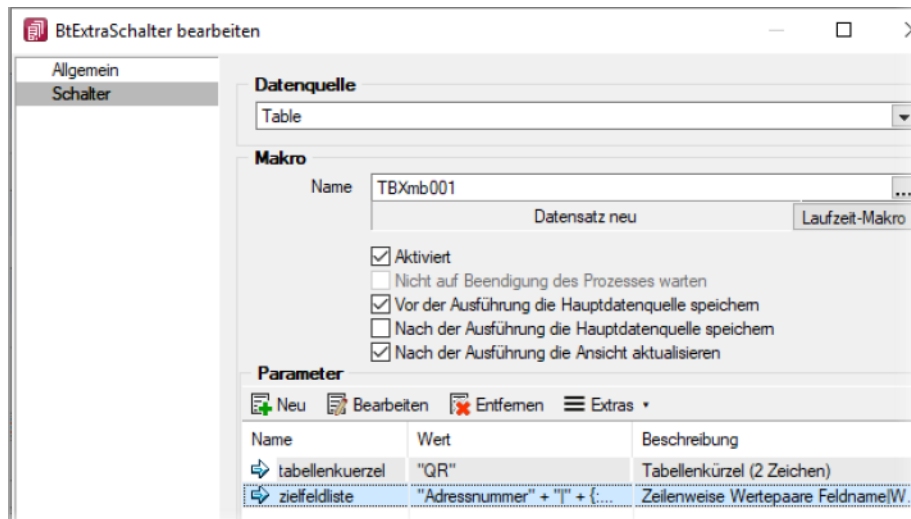 BtExtraSchalter bearbeiten
Allgemein
Schalter
Datenquelle
Table
Makro
Name TBXmb001 ...
Datensatz neu Laufzeit-Makro
Aktiviert
Nicht auf Beendigung des Prozesses warten
Vor der Ausführung die Hauptdatenquelle speichern
Nach der Ausführung die Hauptdatenquelle speichern
Nach der Ausführung die Ansicht aktualisieren
Parameter
Neu Bearbeiten Entfernen Extras
Name Wert Beschreibung
tabellenkuerzel "QR" Tabellenkürzel (2 Zeichen)
zielfeldliste "Adressnummer" + "|" + {:... Zeilenweise Wertepaare Feldname|W...